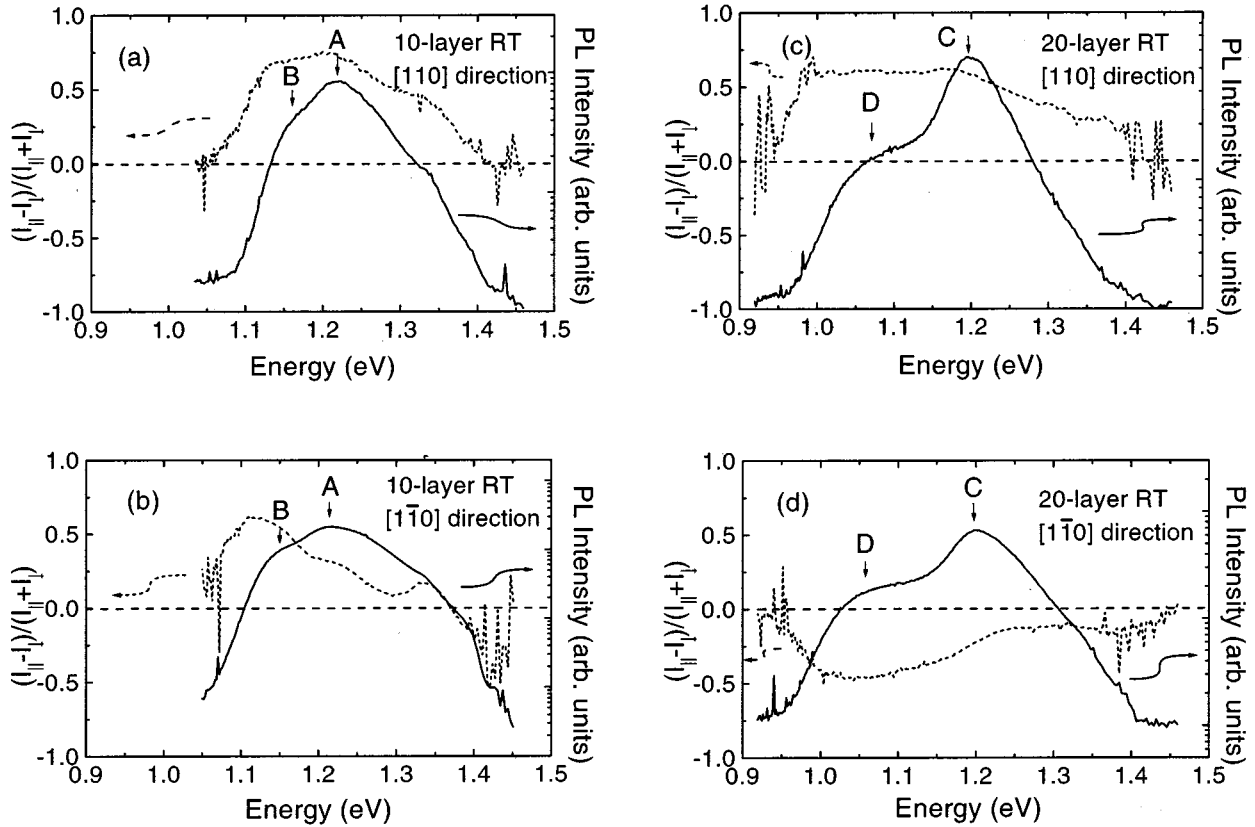 (a)
10-layer RT
[110] direction
A
B
(I||-I⊥)/(I||+I⊥)
1.0
0.5
0.0
-0.5
-1.0
PL Intensity (arb. units)
0.9 1.0 1.1 1.2 1.3 1.4 1.5
Energy (eV)
(c)
20-layer RT
[110] direction
C
D
(I||-I⊥)/(I||+I⊥)
1.0
0.5
0.0
-0.5
-1.0
PL Intensity (arb. units)
0.9 1.0 1.1 1.2 1.3 1.4 1.5
Energy (eV)
(b)
10-layer RT
[11̅0] direction
A
B
(I||-I⊥)/(I||+I⊥)
1.0
0.5
0.0
-0.5
-1.0
PL Intensity (arb. units)
0.9 1.0 1.1 1.2 1.3 1.4 1.5
Energy (eV)
(d)
20-layer RT
[11̅0] direction
C
D
(I||-I⊥)/(I||+I⊥)
1.0
0.5
0.0
-0.5
-1.0
PL Intensity (arb. units)
0.9 1.0 1.1 1.2 1.3 1.4 1.5
Energy (eV)